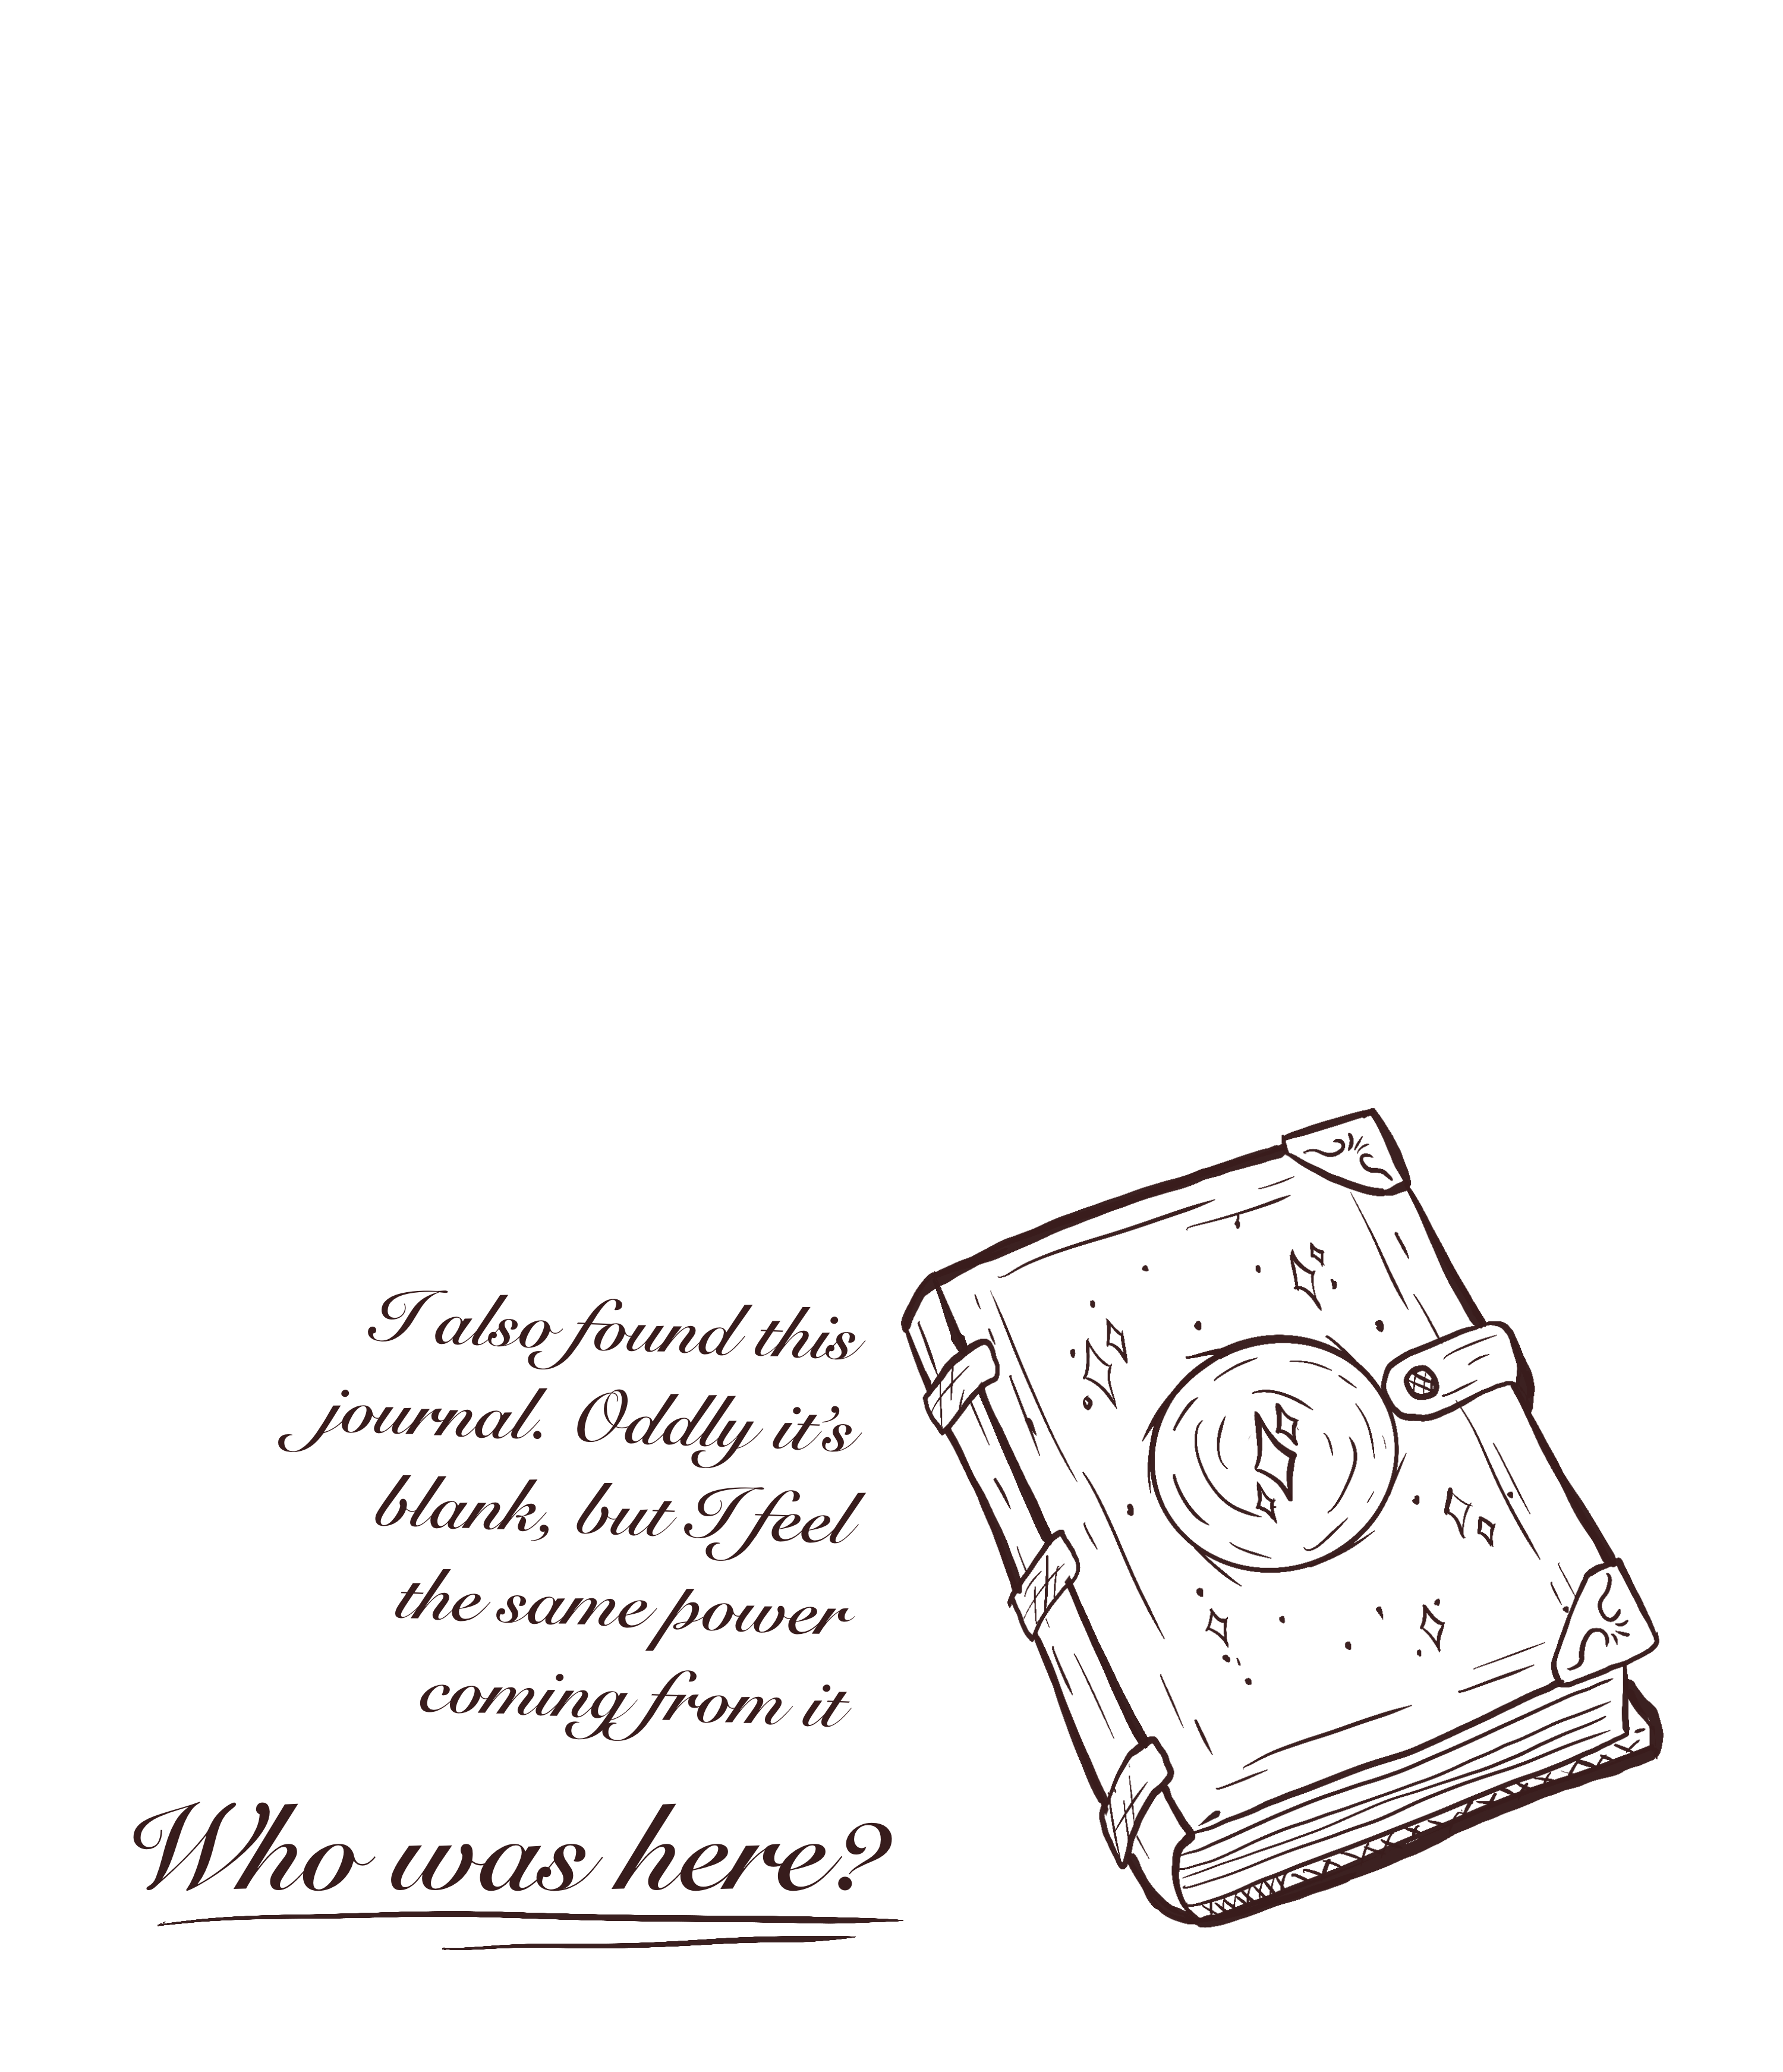 I also found this
journal. Oddly it's
blank, but I feel
the same power
coming from it
Who was here?